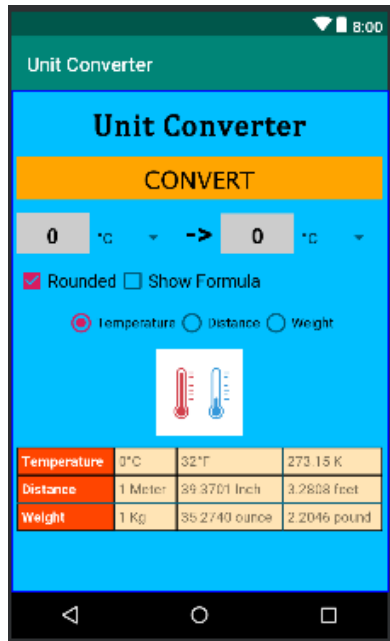 8:00
Unit Converter
Unit Converter
CONVERT
0 °C -> 0 °C
Rounded Show Formula
Temperature Distance Weight
Temperature 0°C 32°F 273.15 K
Distance 1 Meter 39.3701 Inch 3.2808 feet
Weight 1 Kg 35.2740 ounce 2.2046 pound